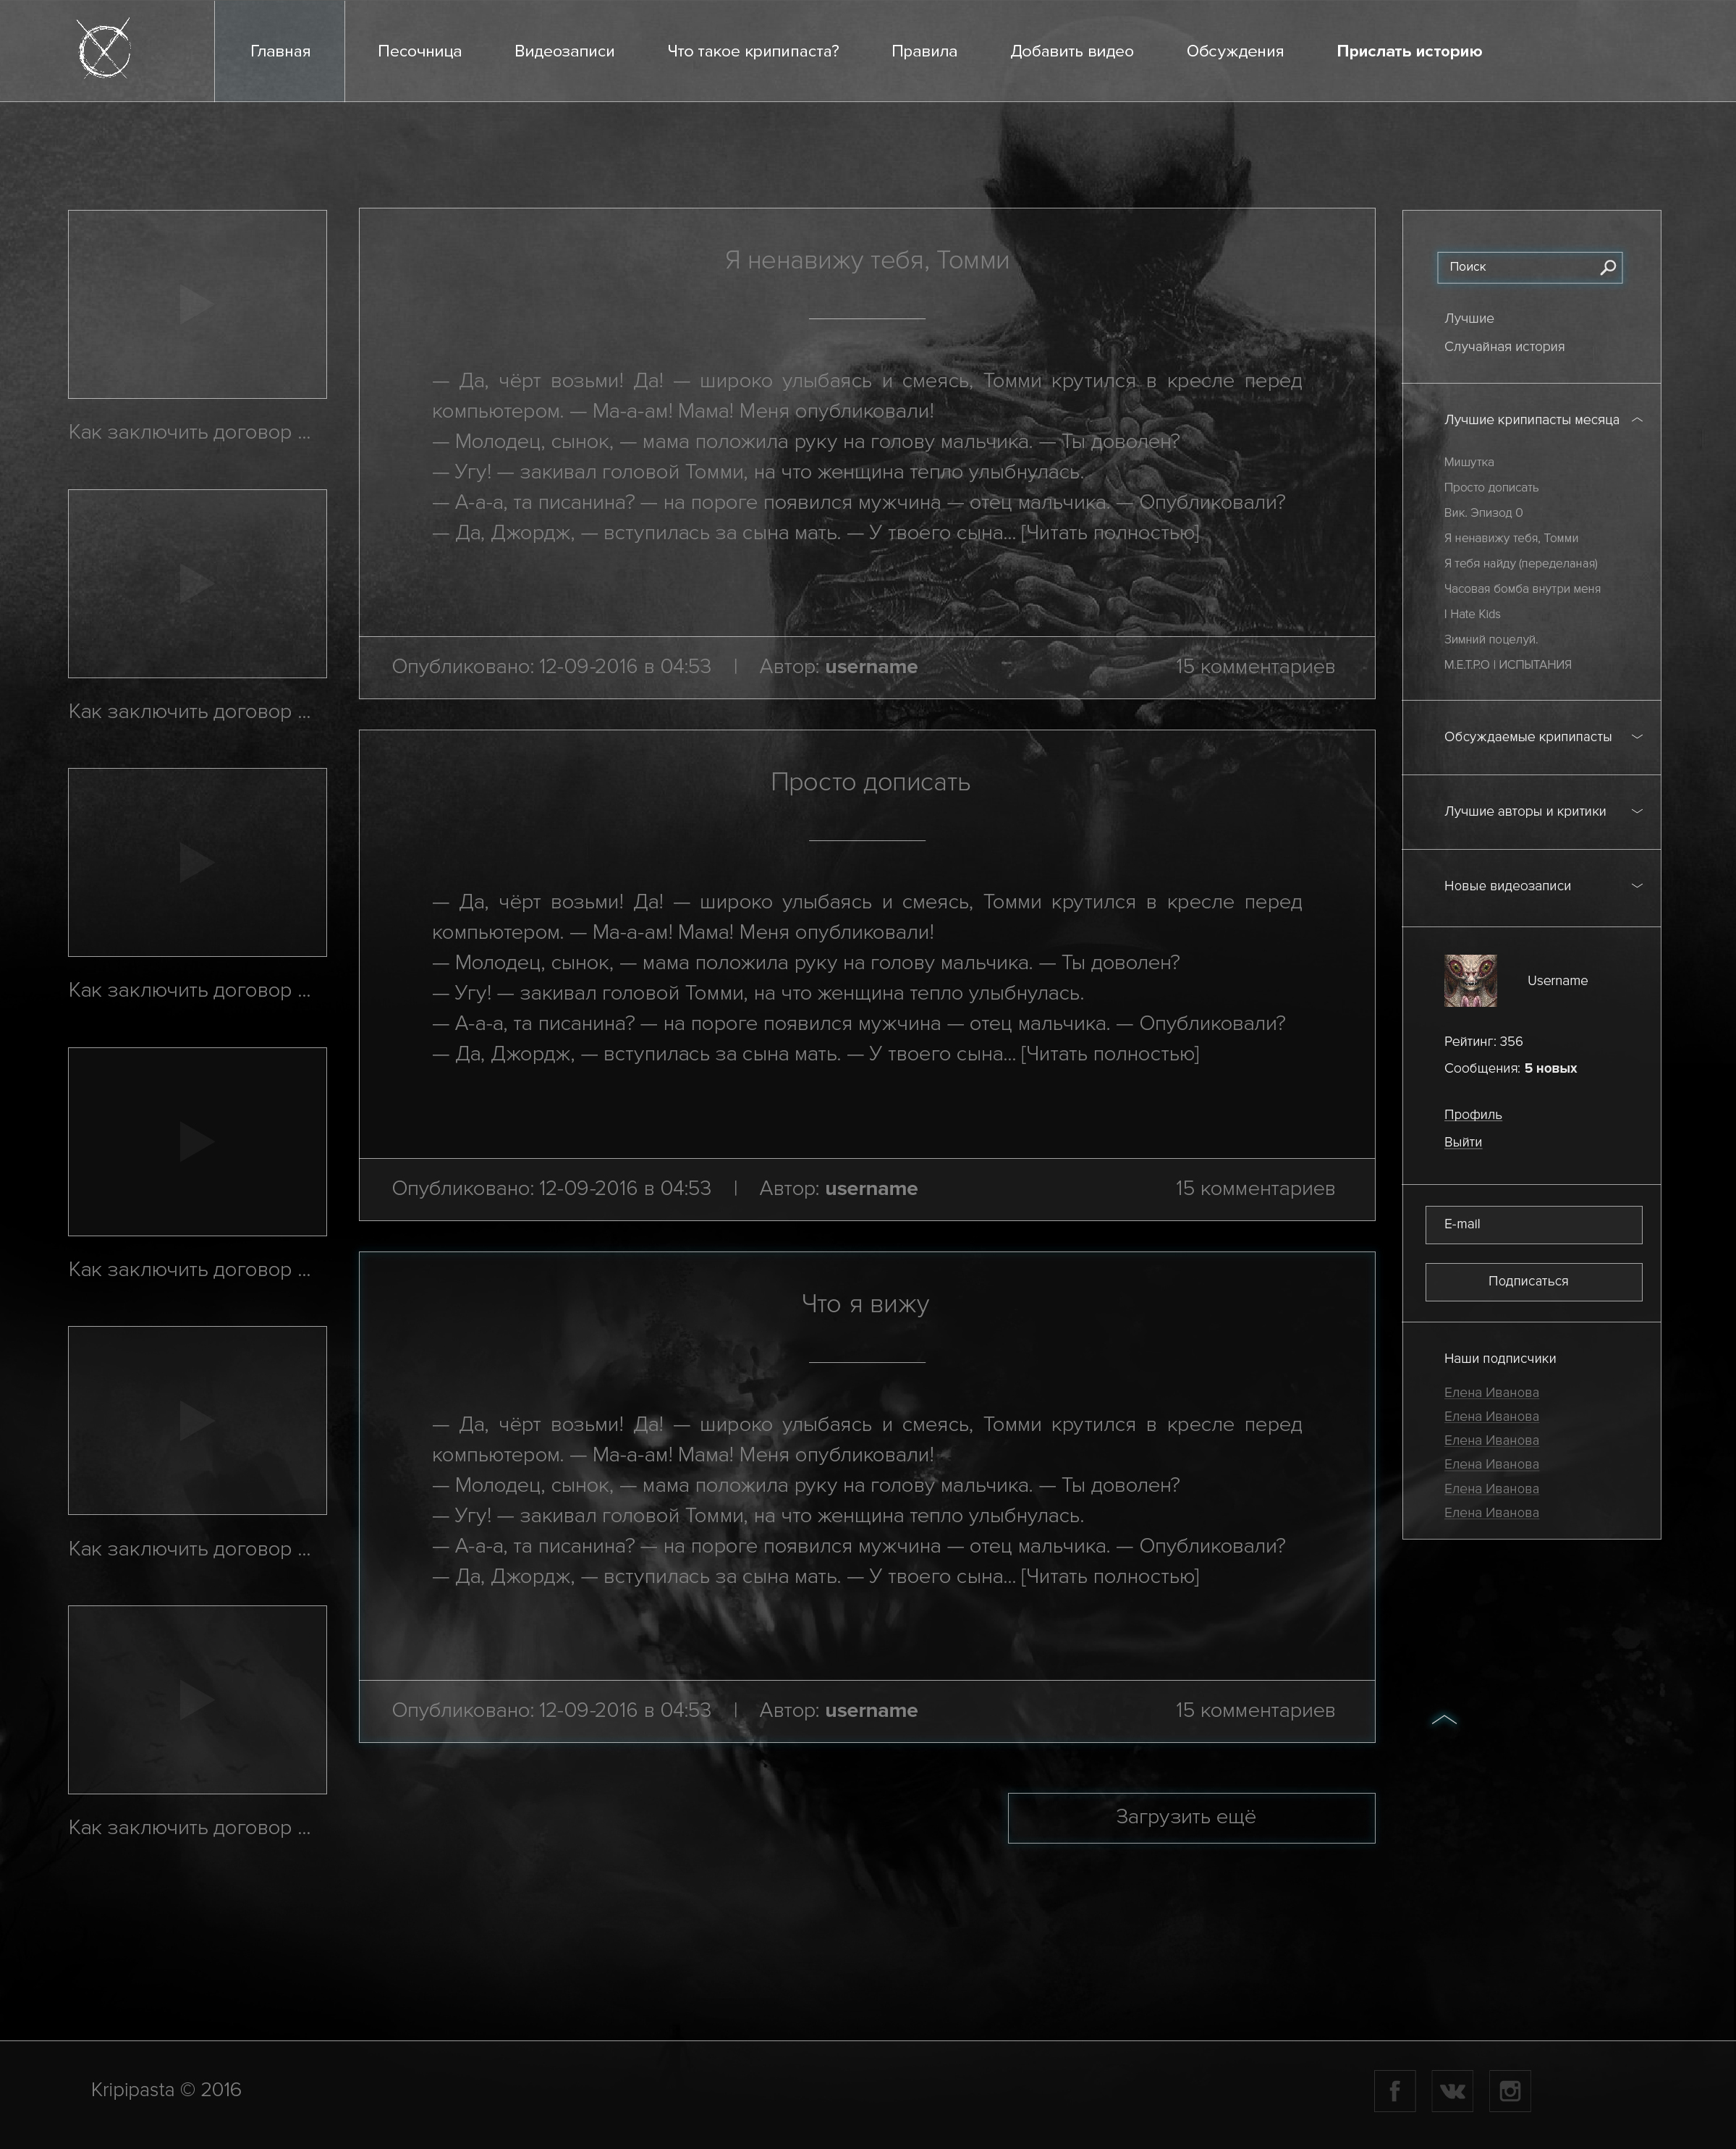 Главная
Песочница
Видеозаписи
Что такое крипипаста?
Правила
Добавить видео
Обсуждения
Прислать историю
Как заключить договор ...
Как заключить договор ...
Как заключить договор ...
Как заключить договор ...
Как заключить договор ...
Как заключить договор ...
Я ненавижу тебя, Томми
— Да, чёрт возьми! Да! — широко улыбаясь и смеясь, Томми крутился в кресле перед
компьютером. — Ма-а-ам! Мама! Меня опубликовали!
— Молодец, сынок, — мама положила руку на голову мальчика. — Ты доволен?
— Угу! — закивал головой Томми, на что женщина тепло улыбнулась.
— А-а-а, та писанина? — на пороге появился мужчина — отец мальчика. — Опубликовали?
— Да, Джордж, — вступилась за сына мать. — У твоего сына... [Читать полностью]
Опубликовано: 12-09-2016 в 04:53 | Автор: username
15 комментариев
Просто дописать
— Да, чёрт возьми! Да! — широко улыбаясь и смеясь, Томми крутился в кресле перед
компьютером. — Ма-а-ам! Мама! Меня опубликовали!
— Молодец, сынок, — мама положила руку на голову мальчика. — Ты доволен?
— Угу! — закивал головой Томми, на что женщина тепло улыбнулась.
— А-а-а, та писанина? — на пороге появился мужчина — отец мальчика. — Опубликовали?
— Да, Джордж, — вступилась за сына мать. — У твоего сына... [Читать полностью]
Опубликовано: 12-09-2016 в 04:53 | Автор: username
15 комментариев
Что я вижу
— Да, чёрт возьми! Да! — широко улыбаясь и смеясь, Томми крутился в кресле перед
компьютером. — Ма-а-ам! Мама! Меня опубликовали!
— Молодец, сынок, — мама положила руку на голову мальчика. — Ты доволен?
— Угу! — закивал головой Томми, на что женщина тепло улыбнулась.
— А-а-а, та писанина? — на пороге появился мужчина — отец мальчика. — Опубликовали?
— Да, Джордж, — вступилась за сына мать. — У твоего сына... [Читать полностью]
Опубликовано: 12-09-2016 в 04:53 | Автор: username
15 комментариев
Загрузить ещё
Поиск
Лучшие
Случайная история
Лучшие крипипасты месяца
Мишутка
Просто дописать
Вик. Эпизод 0
Я ненавижу тебя, Томми
Я тебя найду (переделаная)
Часовая бомба внутри меня
I Hate Kids
Зимний поцелуй.
М.Е.Т.Р.О | ИСПЫТАНИЯ
Обсуждаемые крипипасты
Лучшие авторы и критики
Новые видеозаписи
Username
Рейтинг: 356
Сообщения: 5 новых
Профиль
Выйти
E-mail
Подписаться
Наши подписчики
Елена Иванова
Елена Иванова
Елена Иванова
Елена Иванова
Елена Иванова
Елена Иванова
Kripipasta © 2016